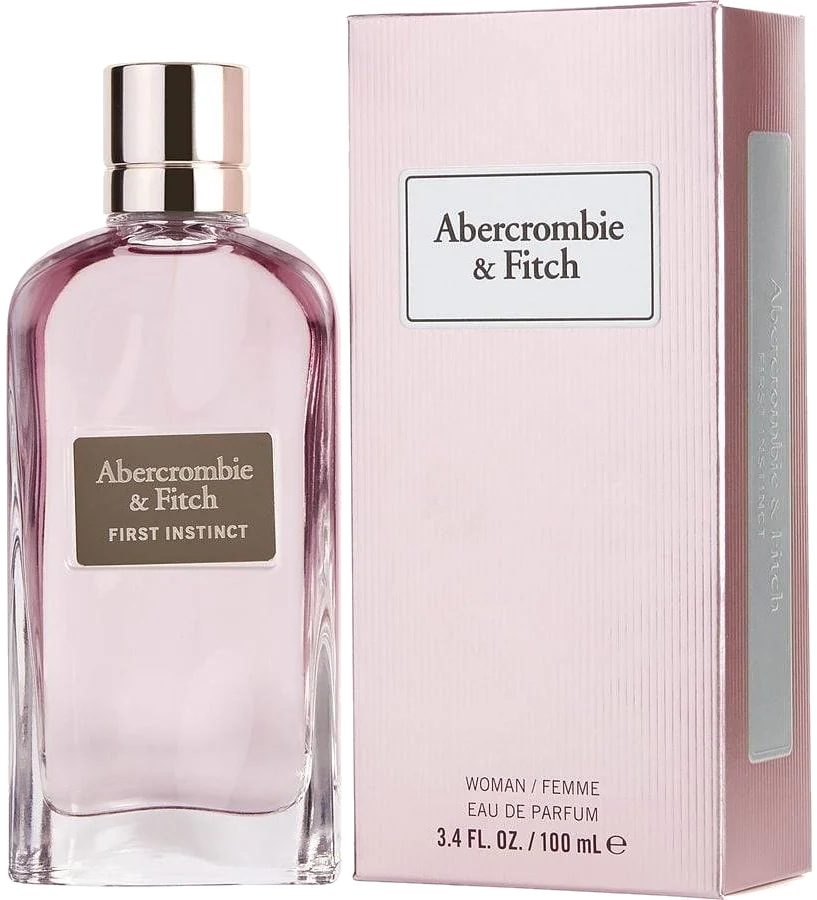 Abercrombie
& Fitch
FIRST INSTINCT
Abercrombie
& Fitch
WOMAN / FEMME
EAU DE PARFUM
3.4 FL. OZ. / 100 mL ℮
Abercrombie & Fitch
FIRST INSTINCT